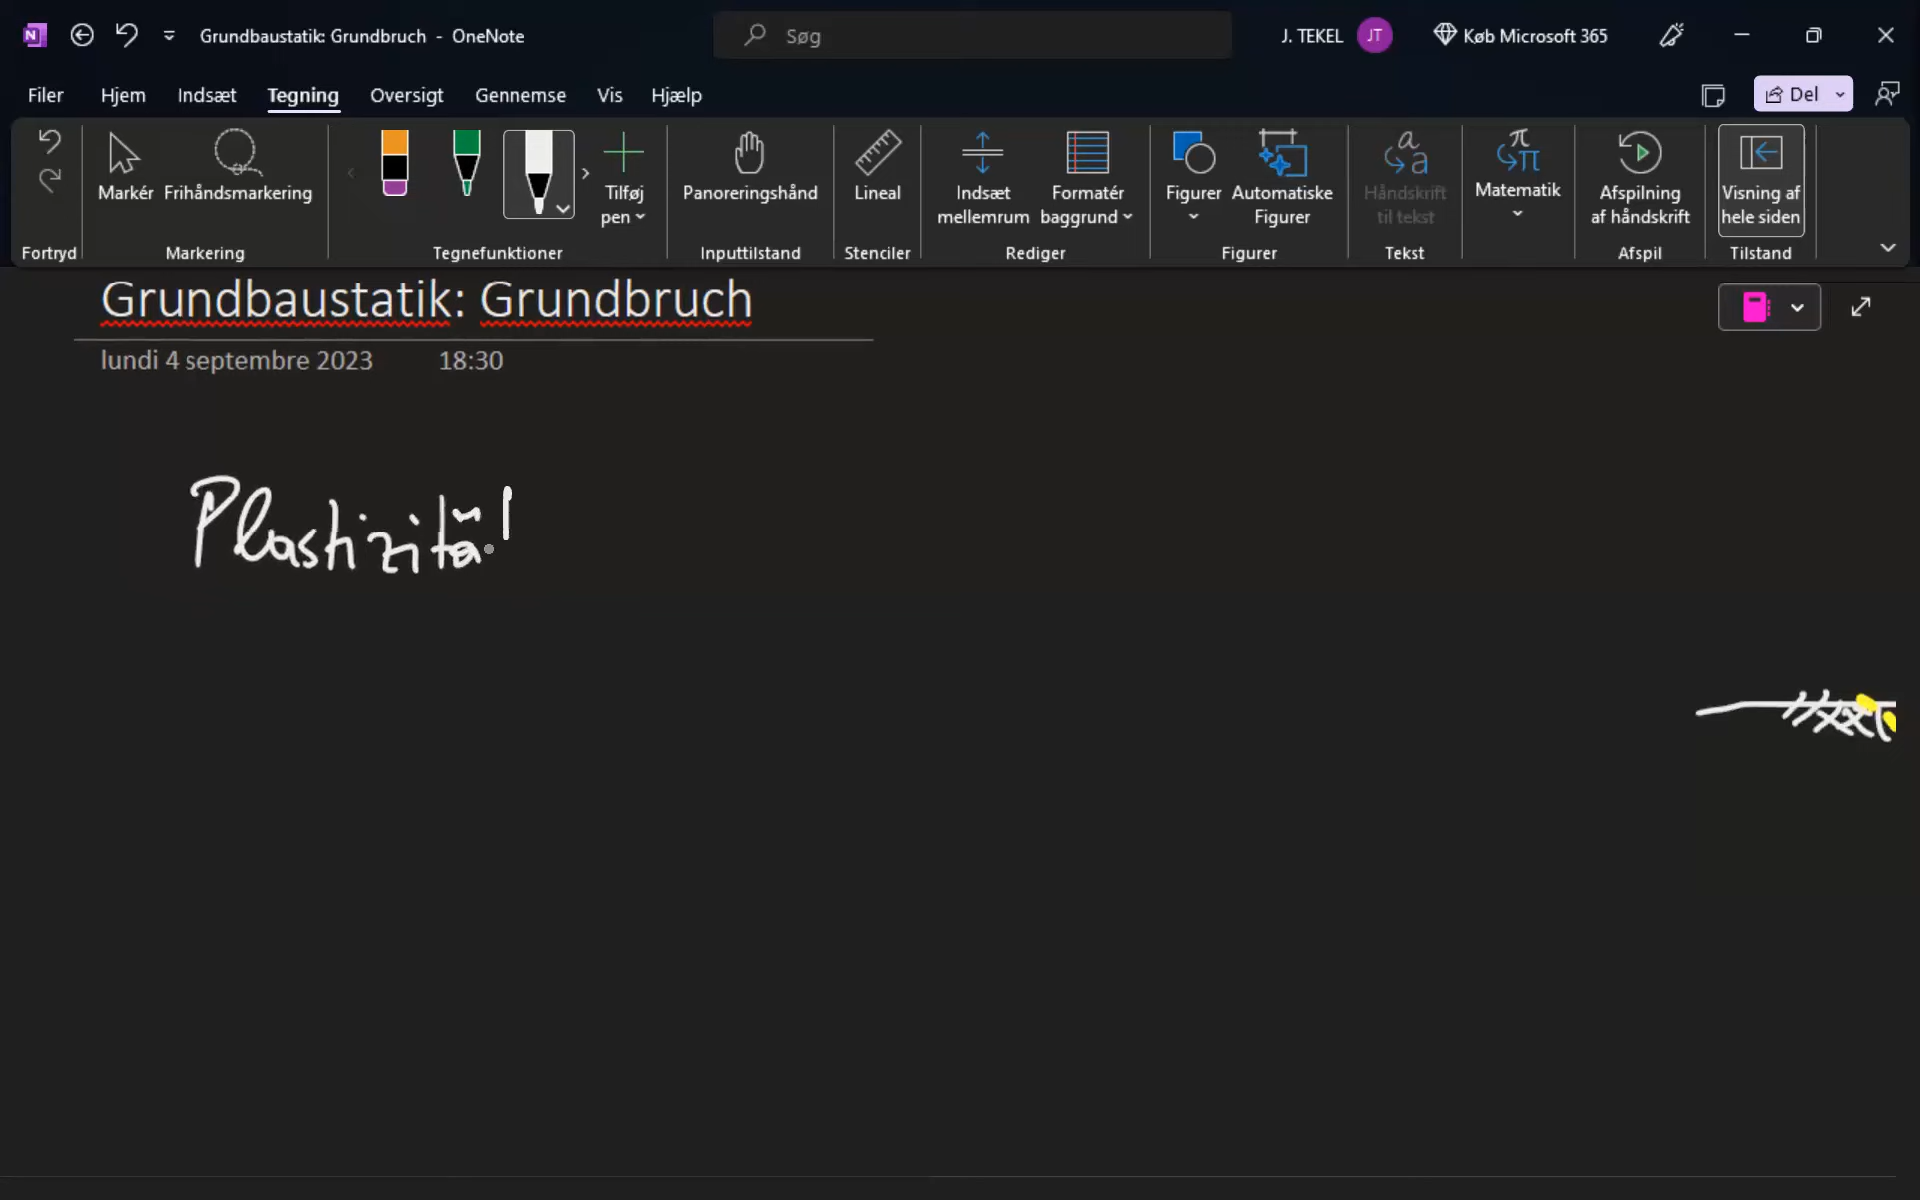 Grundbaustatik: Grundbruch - OneNote
Søg
J. TEKEL
JT
Køb Microsoft 365
Filer
Hjem
Indsæt
Tegning
Oversigt
Gennemse
Vis
Hjælp
Del
Markér
Frihåndsmarkering
Tilføj
pen
Panoreringshånd
Lineal
Indsæt
mellemrum
Formatér
baggrund
Figurer
Automatiske
Figurer
Håndskrift
til tekst
Matematik
Afspilning
af håndskrift
Visning af
hele siden
Fortryd
Markering
Tegnefunktioner
Inputtilstand
Stenciler
Rediger
Figurer
Tekst
Afspil
Tilstand
Grundbaustatik: Grundbruch
lundi 4 septembre 2023
18:30
Plastizitä